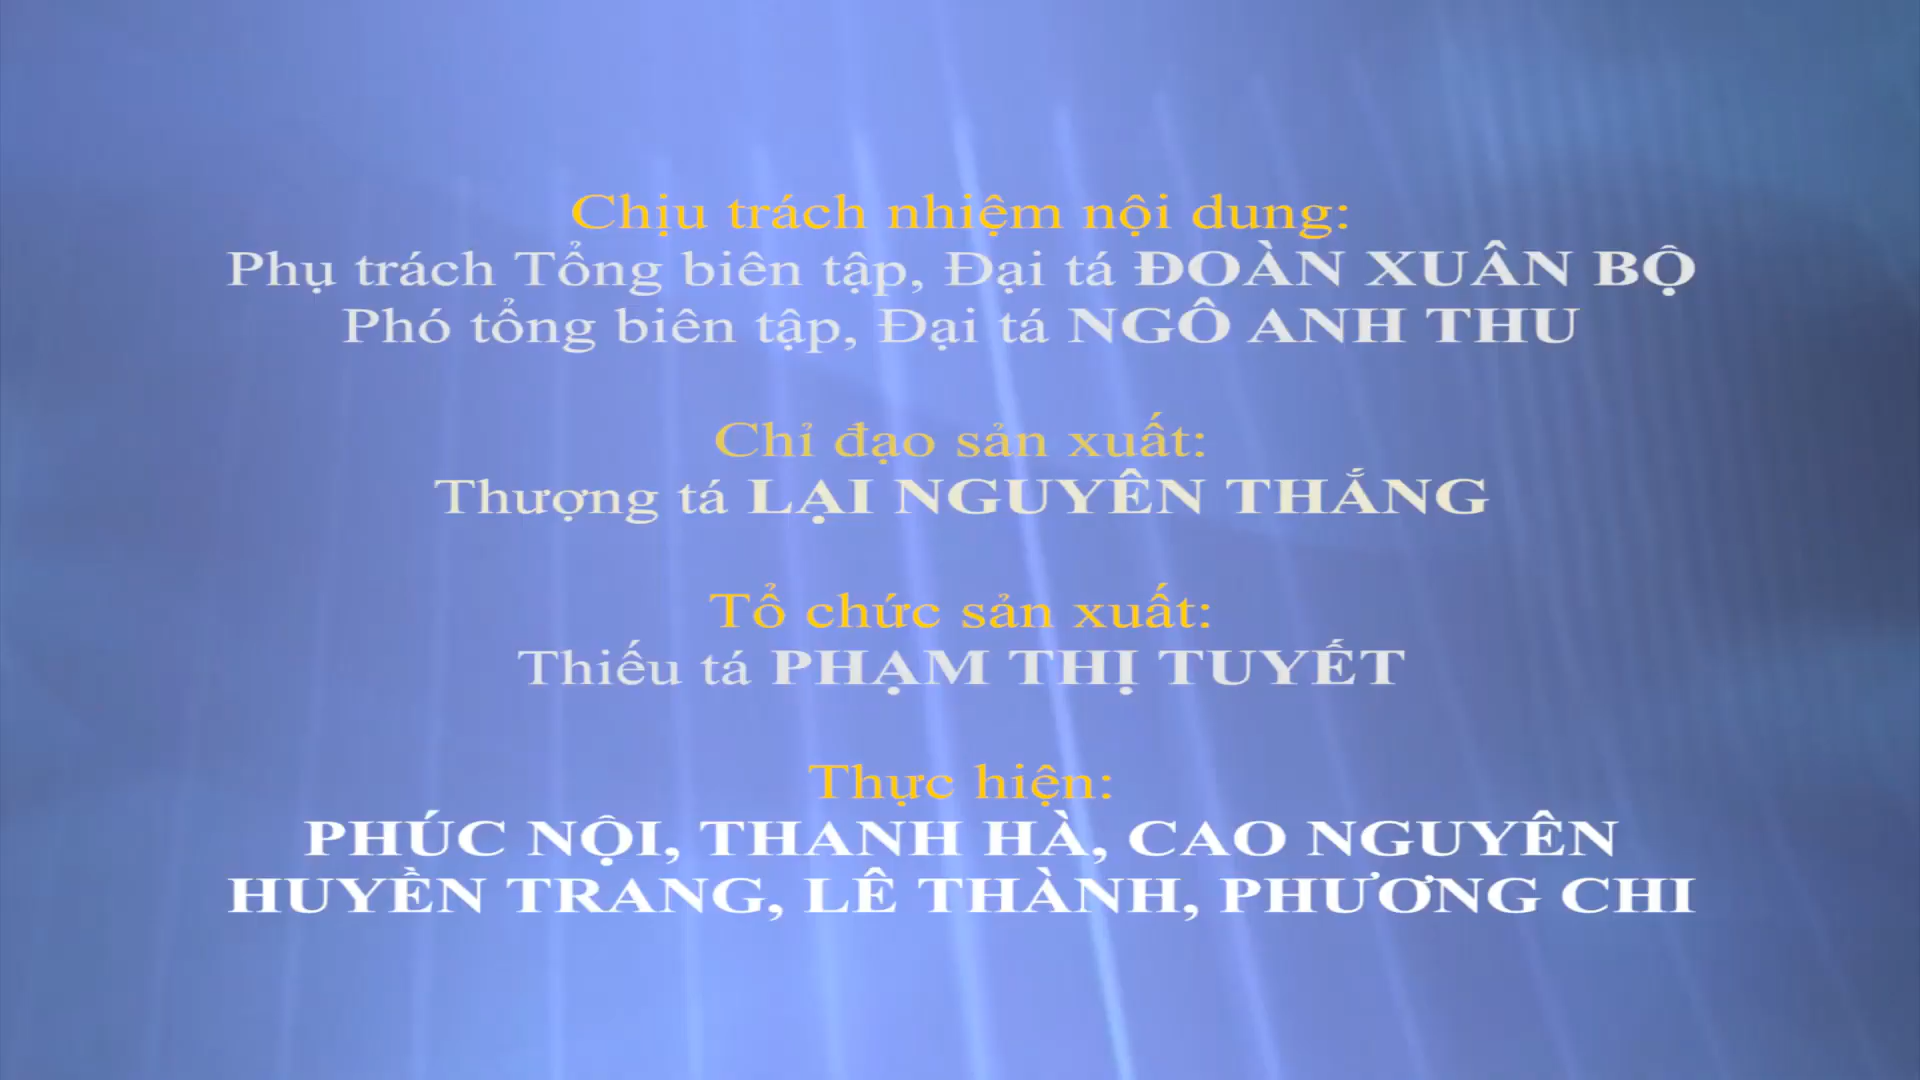 Chịu trách nhiệm nội dung:
Phụ trách Tổng biên tập, Đại tá ĐOÀN XUÂN BỘ
Phó tổng biên tập, Đại tá NGÔ ANH THU
Chỉ đạo sản xuất:
Thượng tá LẠI NGUYÊN THẮNG
Tổ chức sản xuất:
Thiếu tá PHẠM THỊ TUYẾT
Thực hiện:
PHÚC NỘI, THANH HÀ, CAO NGUYÊN
HUYỀN TRANG, LÊ THÀNH, PHƯƠNG CHI